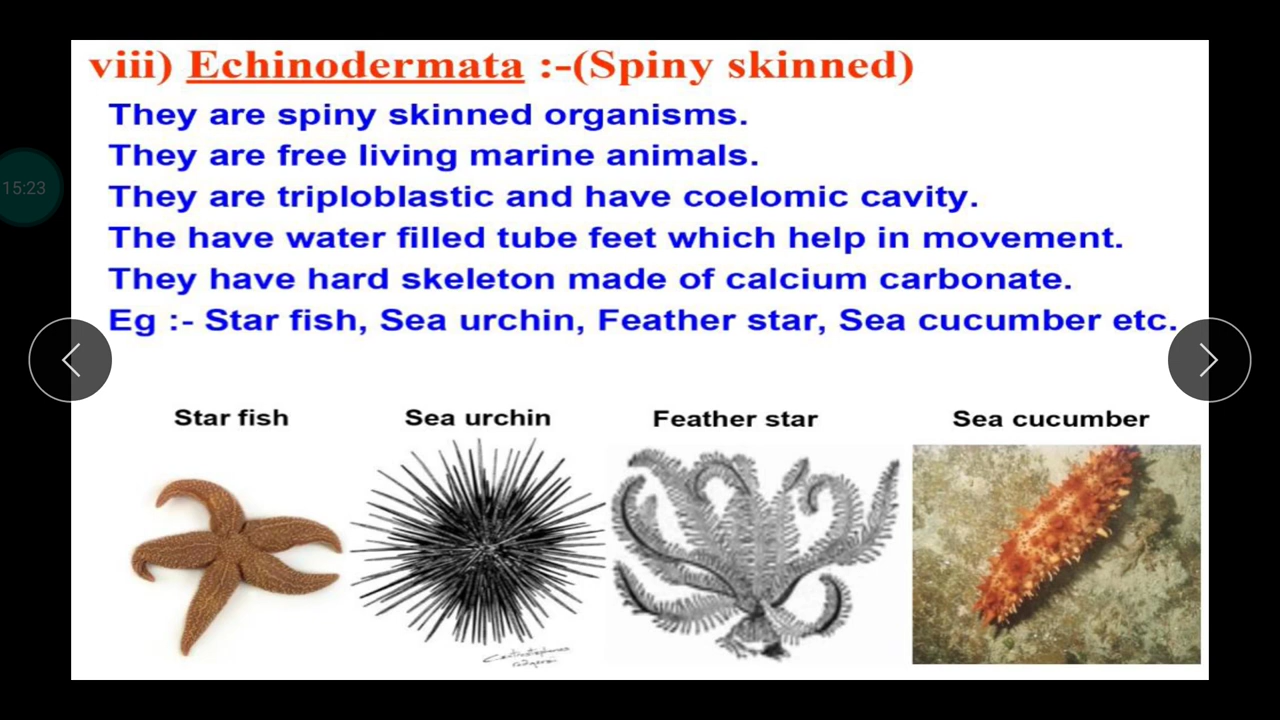 viii) Echinodermata :-(Spiny skinned)
They are spiny skinned organisms.
They are free living marine animals.
They are triploblastic and have coelomic cavity.
The have water filled tube feet which help in movement.
They have hard skeleton made of calcium carbonate.
Eg :- Star fish, Sea urchin, Feather star, Sea cucumber etc.
15:23
Star fish Sea urchin Feather star Sea cucumber